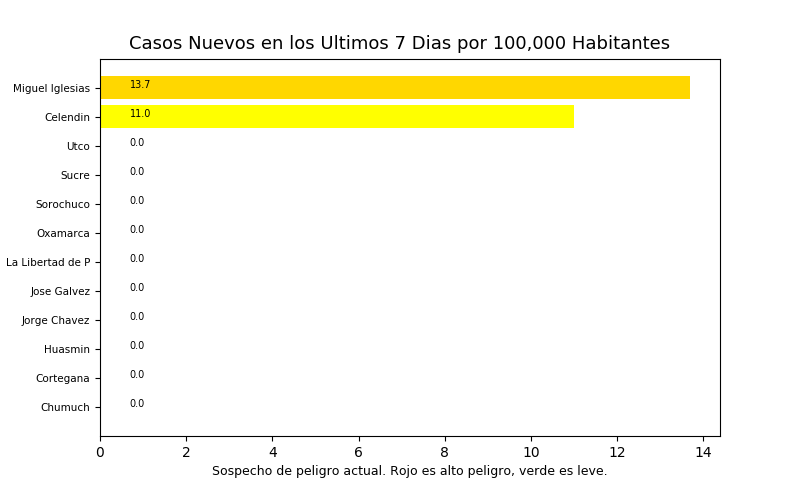 Casos Nuevos en los Ultimos 7 Dias por 100,000 Habitantes
Miguel Iglesias 13.7
Celendin 11.0
Utco 0.0
Sucre 0.0
Sorochuco 0.0
Oxamarca 0.0
La Libertad de P 0.0
Jose Galvez 0.0
Jorge Chavez 0.0
Huasmin 0.0
Cortegana 0.0
Chumuch 0.0
0 2 4 6 8 10 12 14
Sospecho de peligro actual. Rojo es alto peligro, verde es leve.